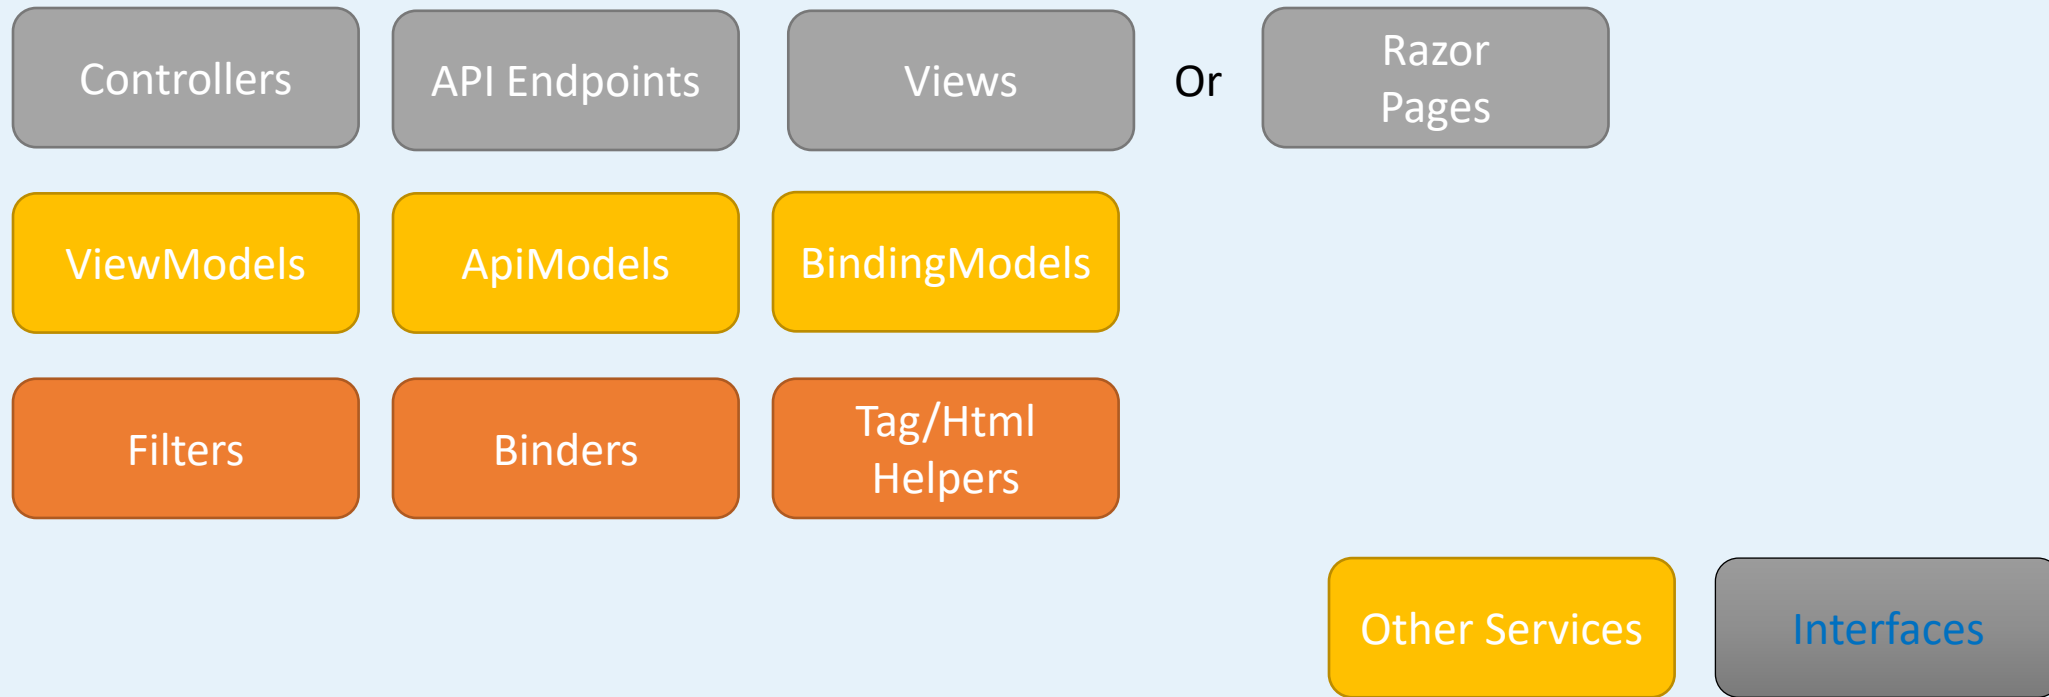 Controllers
API Endpoints
Views
Or
Razor
Pages
ViewModels
ApiModels
BindingModels
Filters
Binders
Tag/Html
Helpers
Other Services
Interfaces